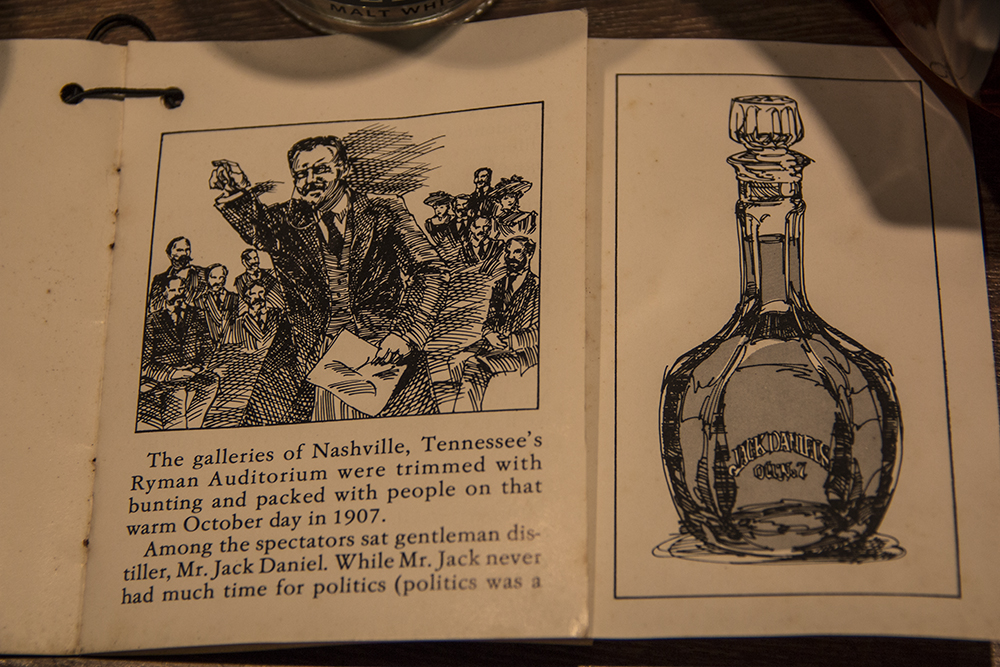 MALT WHI
The galleries of Nashville, Tennessee's
Ryman Auditorium were trimmed with
bunting and packed with people on that
warm October day in 1907.
Among the spectators sat gentleman dis-
tiller, Mr. Jack Daniel. While Mr. Jack never
had much time for politics (politics was a
JACK DANIEL'S
OLD No. 7